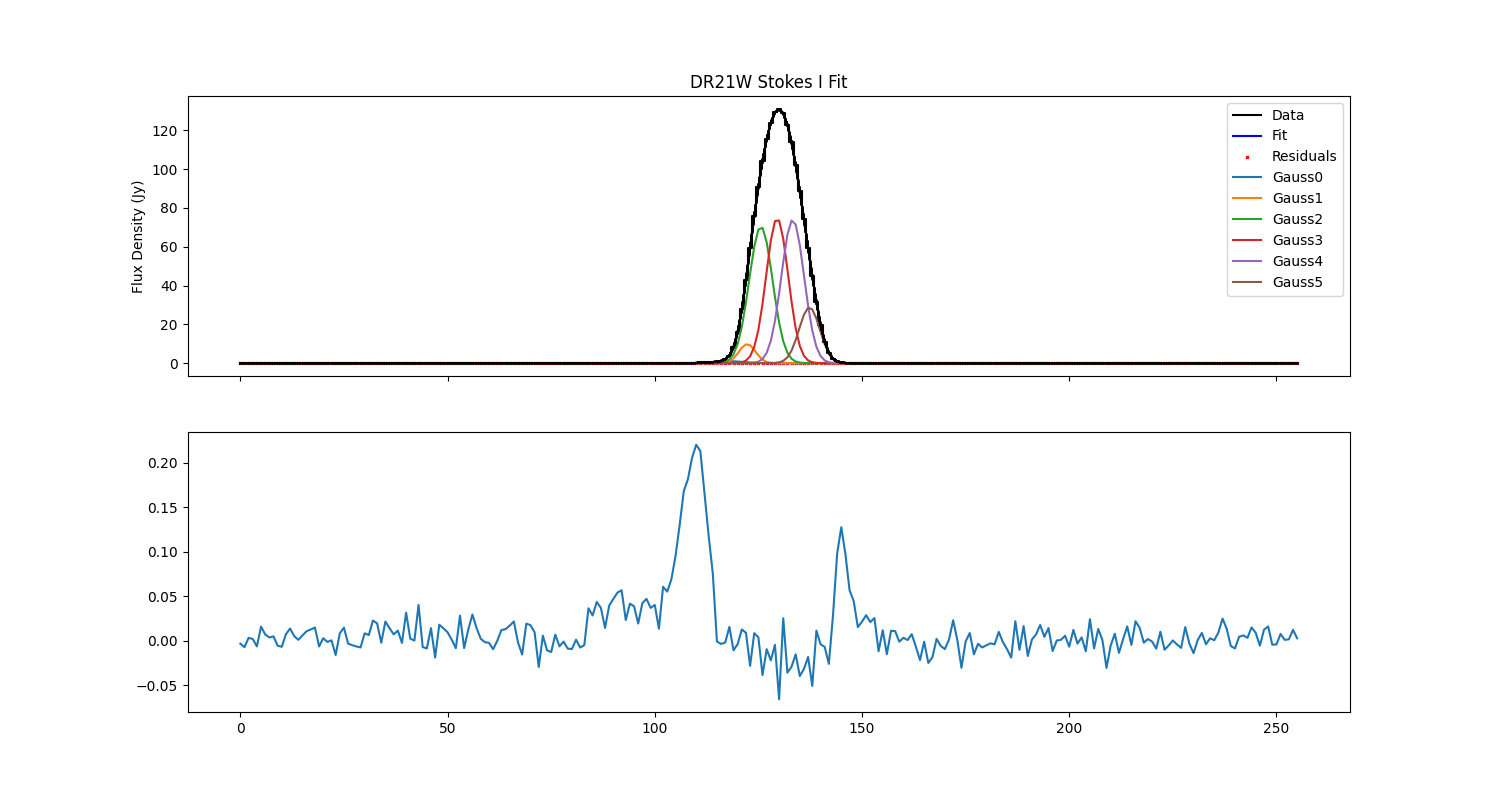 DR21W Stokes I Fit
Flux Density (Jy)
120
100
80
60
40
20
0
Data
Fit
Residuals
Gauss0
Gauss1
Gauss2
Gauss3
Gauss4
Gauss5
0.20
0.15
0.10
0.05
0.00
−0.05
0 50 100 150 200 250